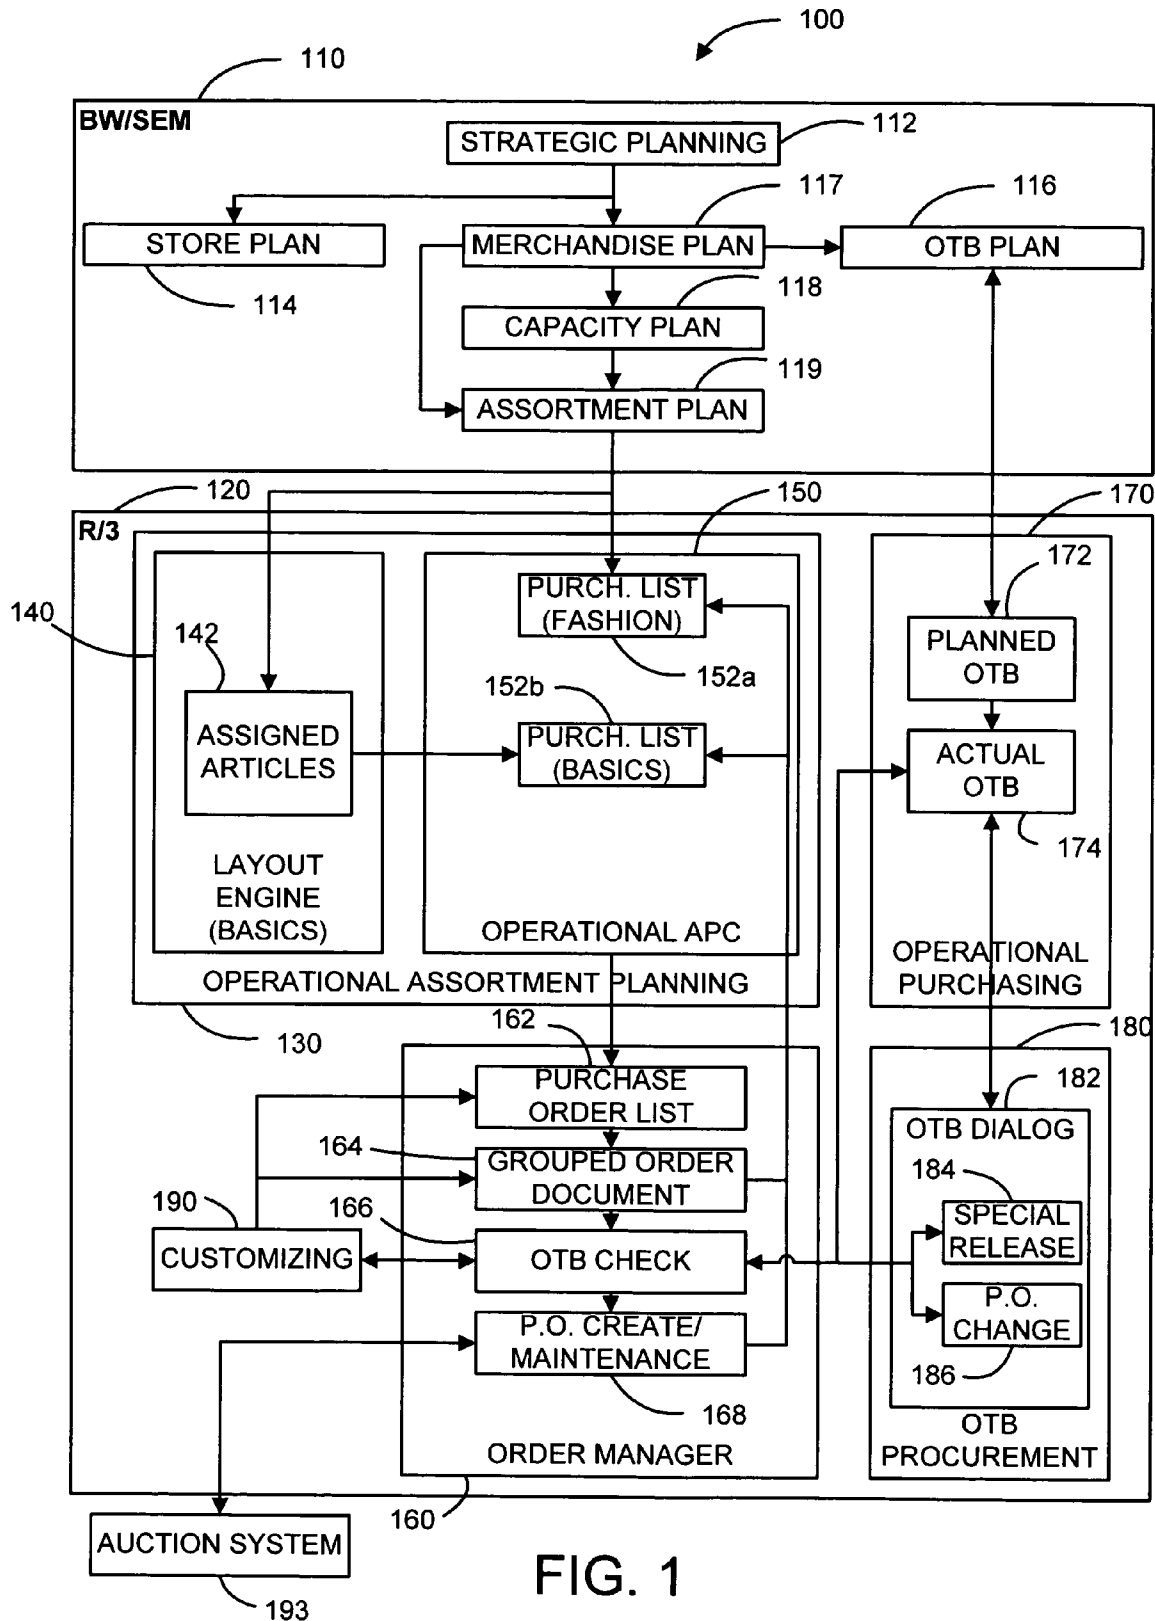 100
110
BW/SEM
STRATEGIC PLANNING
112
117
116
STORE PLAN
MERCHANDISE PLAN
OTB PLAN
114
118
CAPACITY PLAN
119
ASSORTMENT PLAN
120
150
170
R/3
140
142
PURCH. LIST
(FASHION)
172
PLANNED
OTB
152a
152b
ASSIGNED
ARTICLES
PURCH. LIST
(BASICS)
ACTUAL
OTB
174
LAYOUT
ENGINE
(BASICS)
OPERATIONAL APC
OPERATIONAL
PURCHASING
OPERATIONAL ASSORTMENT PLANNING
130
162
180
PURCHASE
ORDER LIST
182
OTB DIALOG
164
GROUPED ORDER
DOCUMENT
184
SPECIAL
RELEASE
190
166
CUSTOMIZING
OTB CHECK
P.O.
CHANGE
P.O. CREATE/
MAINTENANCE
186
168
OTB
PROCUREMENT
ORDER MANAGER
160
AUCTION SYSTEM
193
FIG. 1